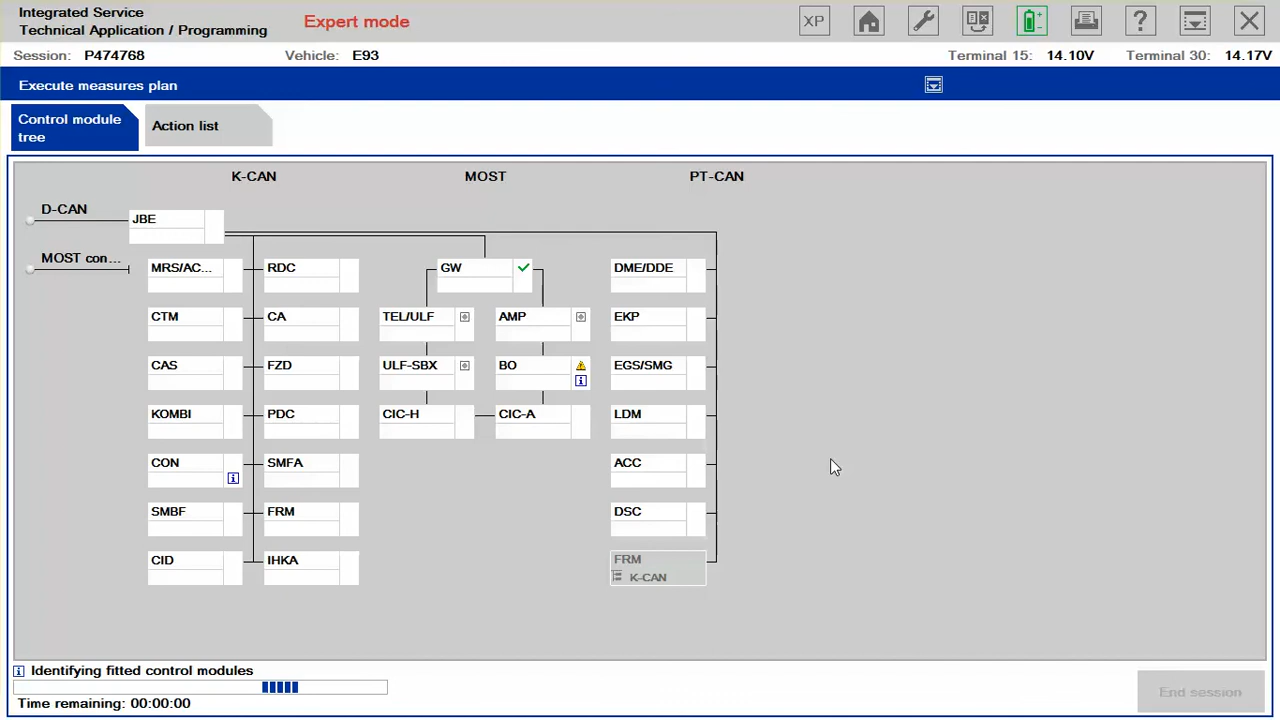 Integrated Service
Technical Application / Programming
Expert mode
XP
Session: P474768
Vehicle: E93
Terminal 15: 14.10V
Terminal 30: 14.17V
Execute measures plan
Control module
tree
Action list
K-CAN
MOST
PT-CAN
D-CAN
JBE
MOST con...
MRS/AC...
RDC
GW
DME/DDE
CTM
CA
TEL/ULF
AMP
EKP
CAS
FZD
ULF-SBX
BO
EGS/SMG
KOMBI
PDC
CIC-H
CIC-A
LDM
CON
SMFA
ACC
SMBF
FRM
DSC
CID
IHKA
FRM
K-CAN
Identifying fitted control modules
Time remaining: 00:00:00
End session